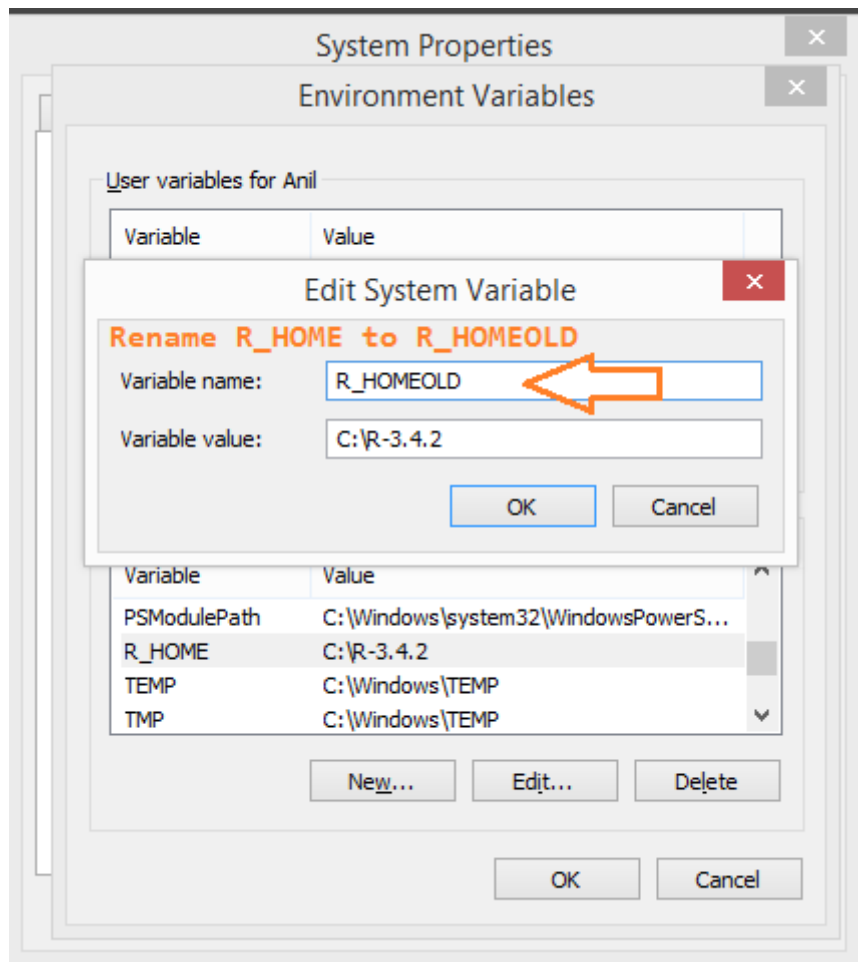 System Properties
Environment Variables
User variables for Anil
Variable Value
Edit System Variable
Rename R_HOME to R_HOMEOLD
Variable name: R_HOMEOLD
Variable value: C:\R-3.4.2
OK Cancel
Variable Value
PSModulePath C:\Windows\system32\WindowsPowerS...
R_HOME C:\R-3.4.2
TEMP C:\Windows\TEMP
TMP C:\Windows\TEMP
New... Edit... Delete
OK Cancel